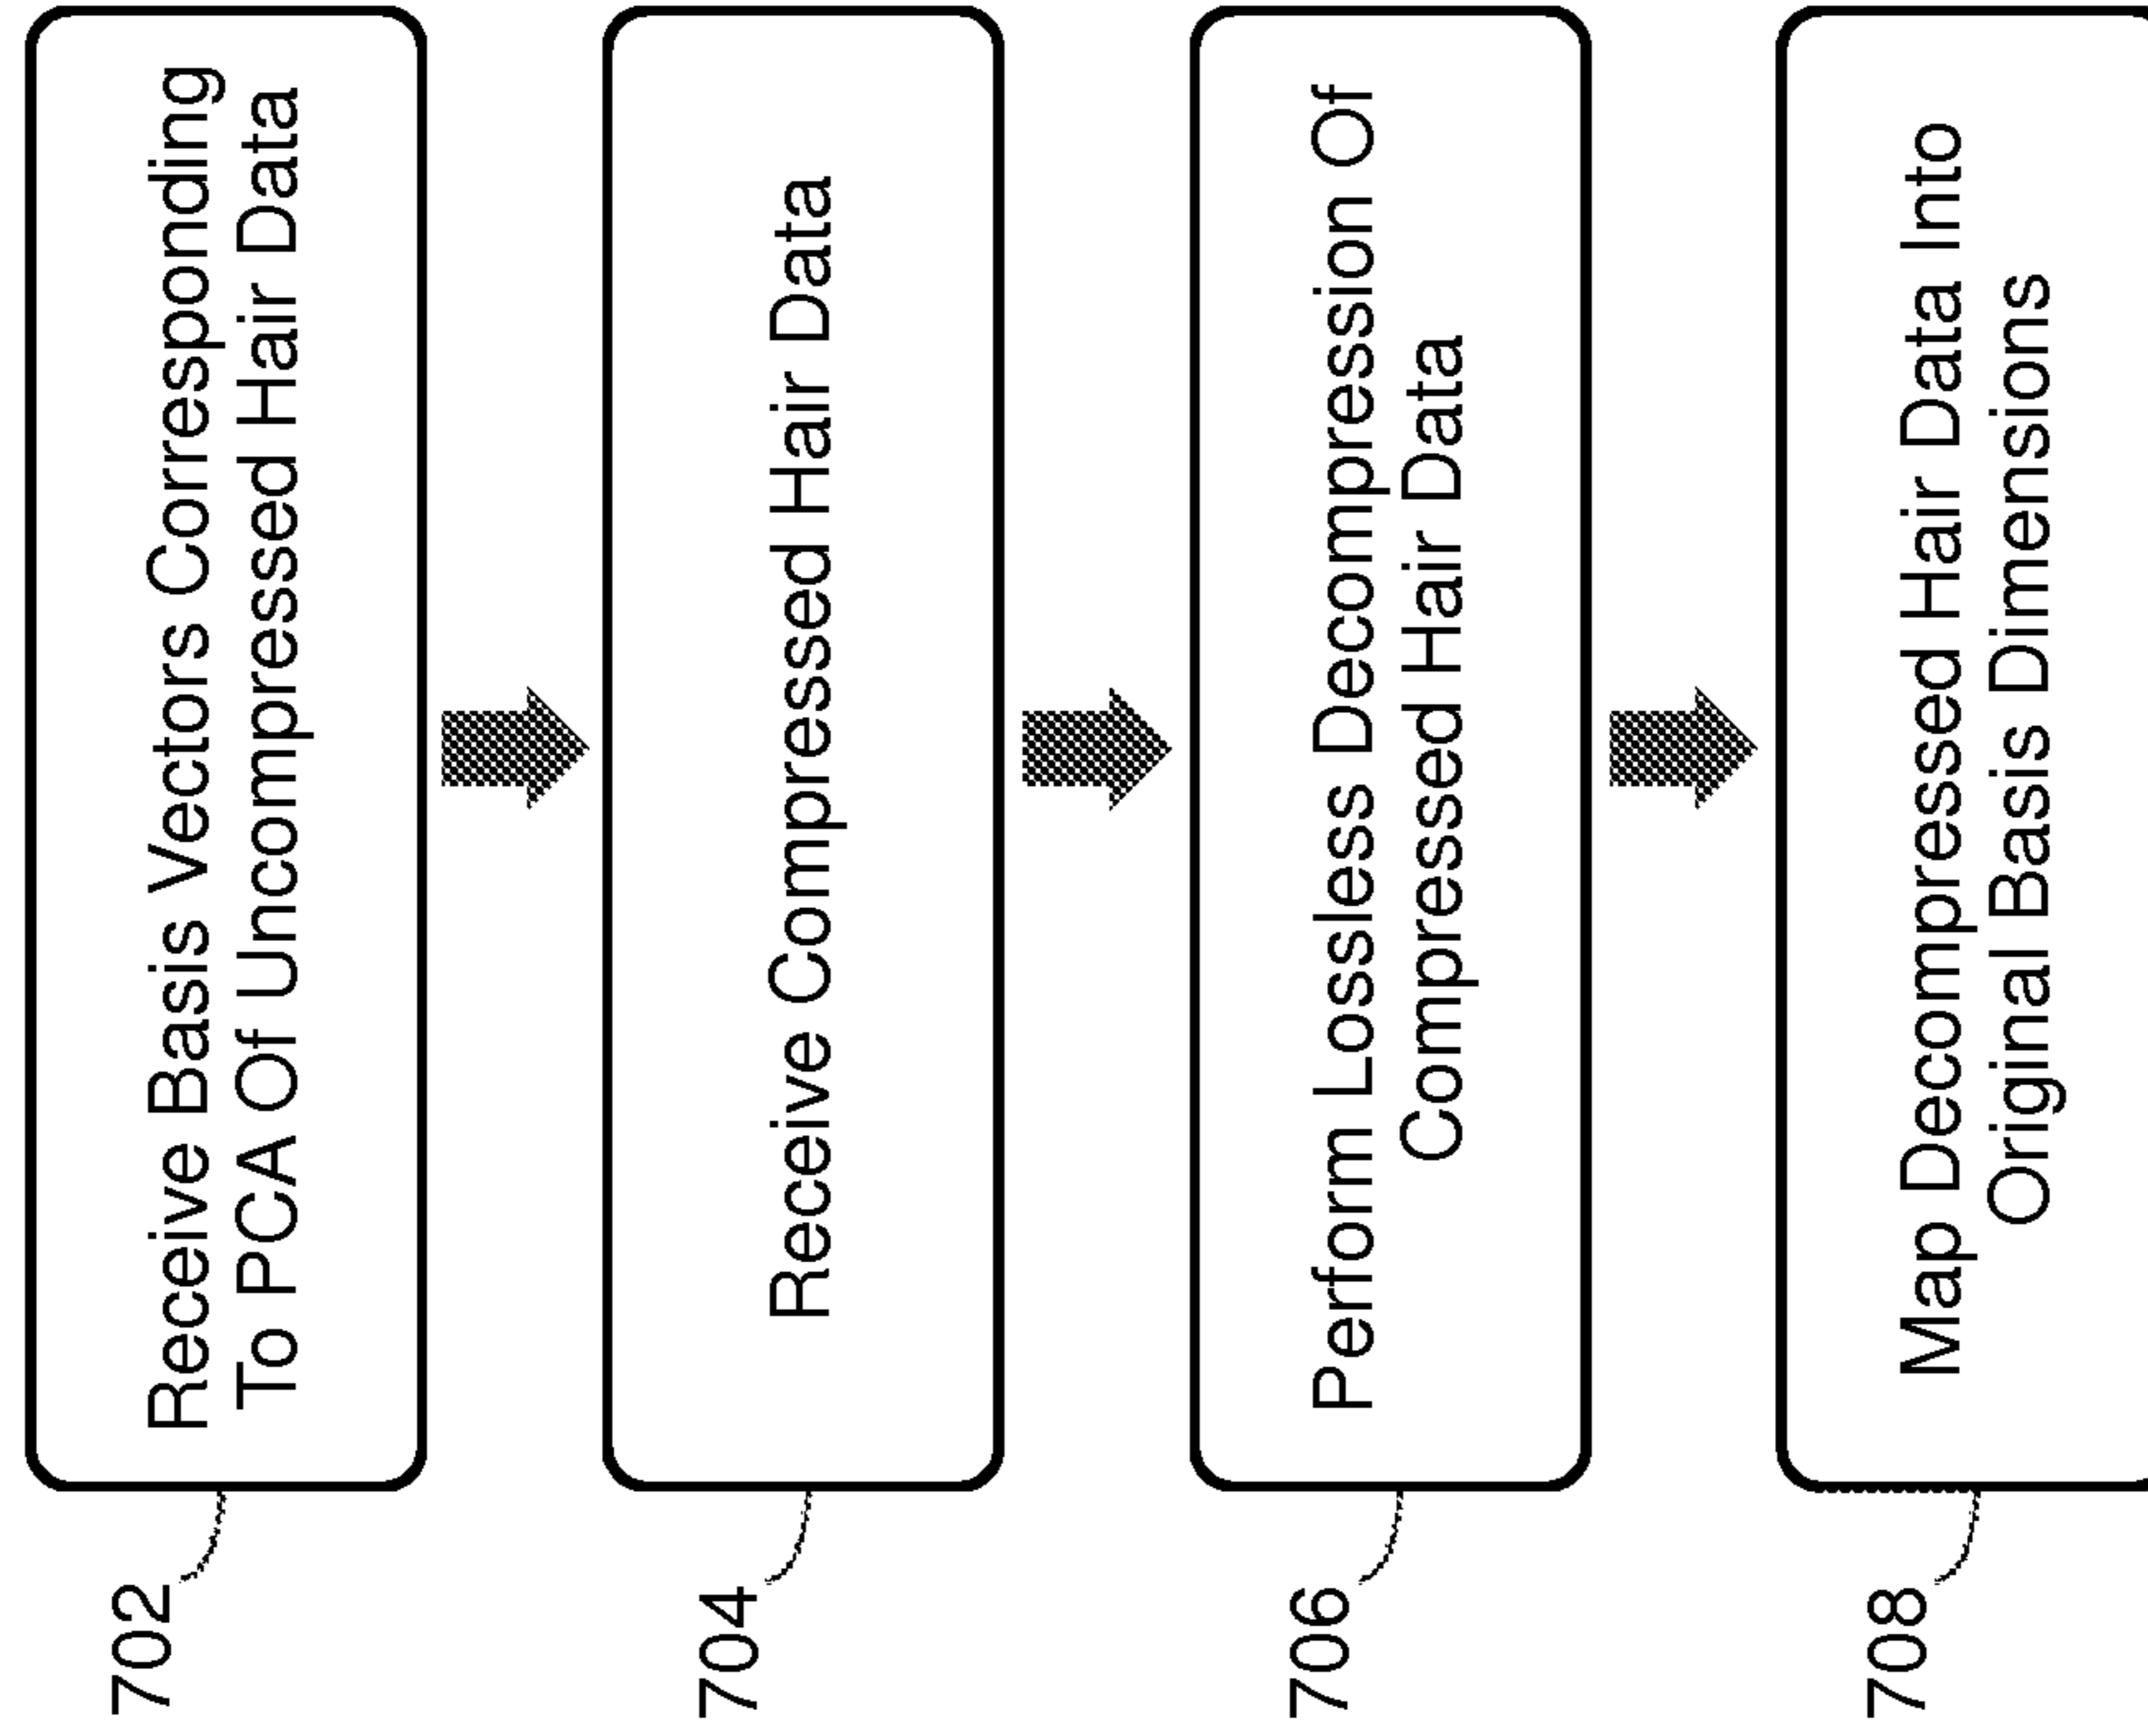 702
Receive Basis Vectors Corresponding
To PCA Of Uncompressed Hair Data
704
Receive Compressed Hair Data
706
Perform Lossless Decompression Of
Compressed Hair Data
708
Map Decompressed Hair Data Into
Original Basis Dimensions